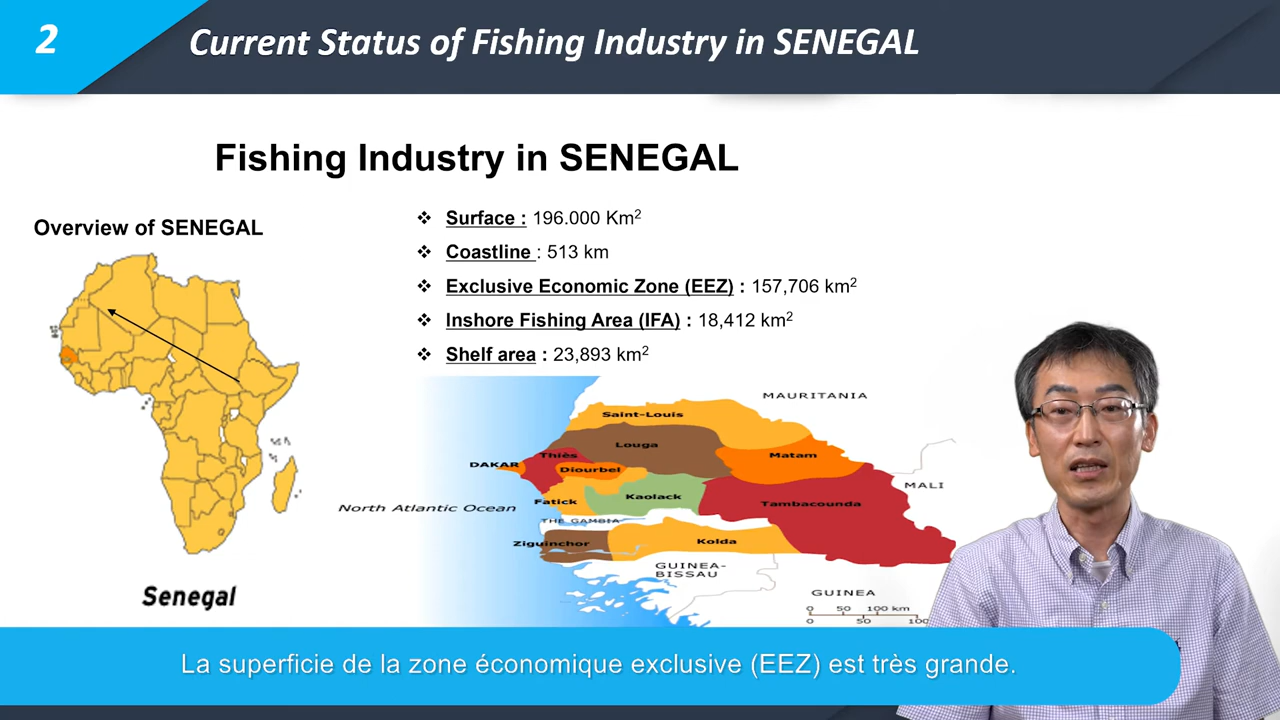 2
Current Status of Fishing Industry in SENEGAL
Fishing Industry in SENEGAL
Overview of SENEGAL
❖ Surface : 196.000 Km²
❖ Coastline : 513 km
❖ Exclusive Economic Zone (EEZ) : 157,706 km²
❖ Inshore Fishing Area (IFA) : 18,412 km²
❖ Shelf area : 23,893 km²
MAURITANIA
Saint-Louis
Louga
Thiès
Matam
DAKAR
Diourbel
MALI
Fatick
Kaolack
Tambacounda
North Atlantic Ocean
THE GAMBIA
Ziguinchor
Kolda
GUINEA-
BISSAU
GUINEA
0 50 100 km
0 50 100
Senegal
La superficie de la zone économique exclusive (EEZ) est très grande.